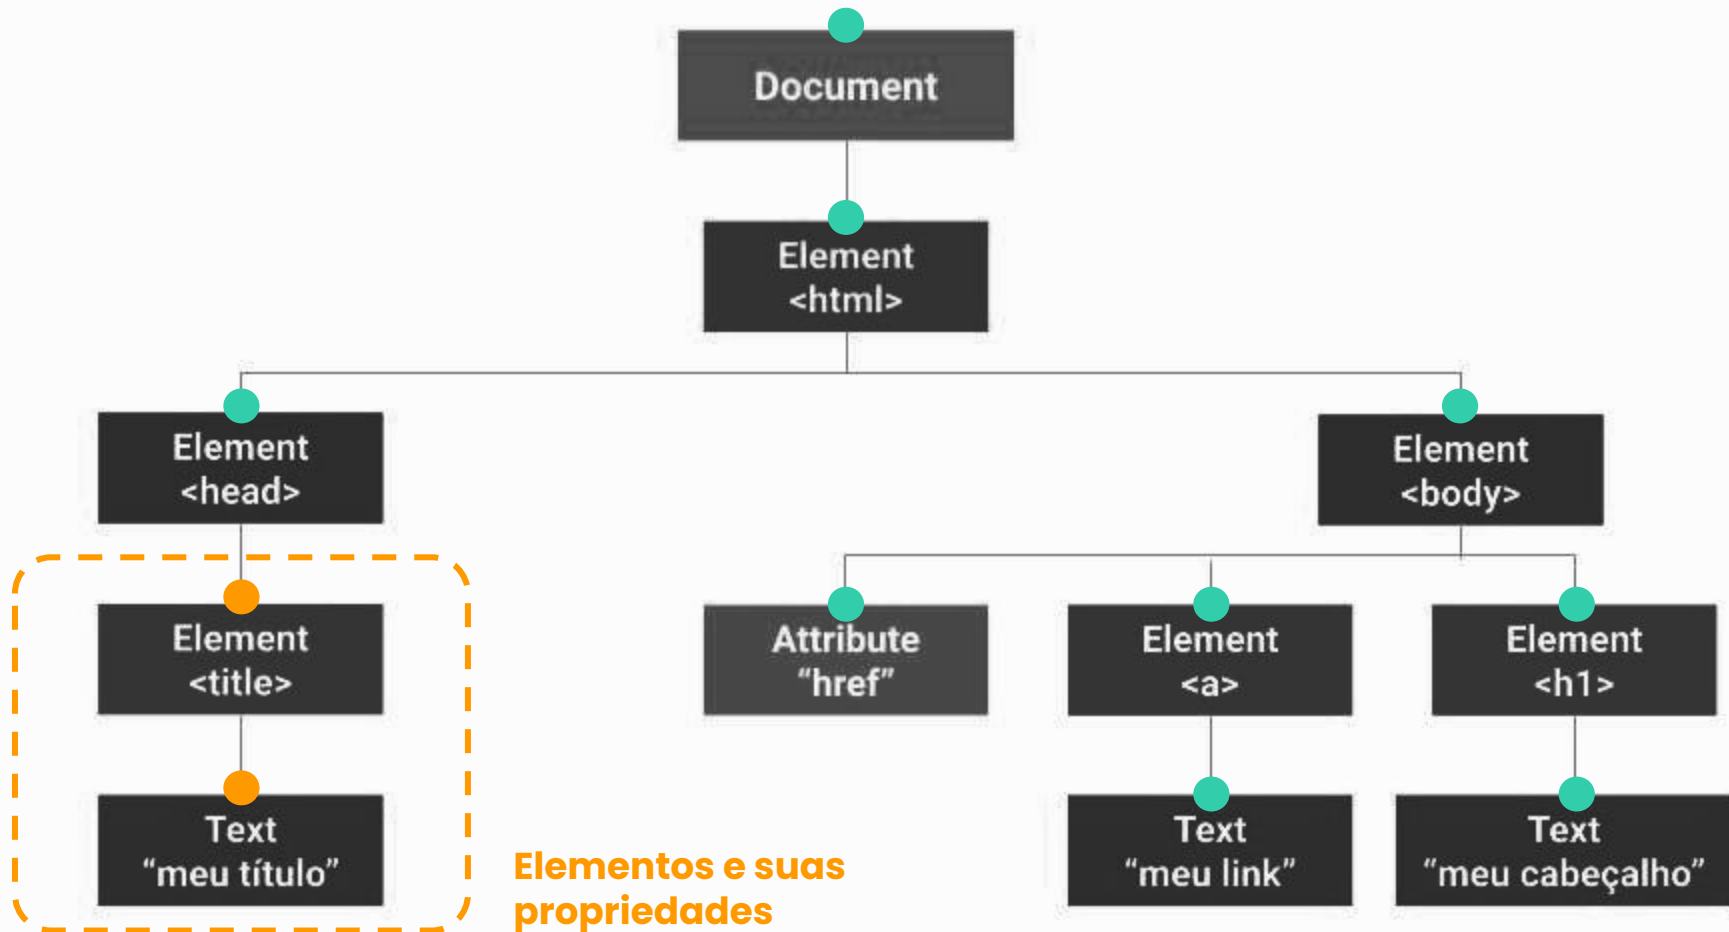 Document
Element
<html>
Element
<head>
Element
<body>
Element
<title>
Attribute
“href”
Element
<a>
Element
<h1>
Text
“meu título”
Text
“meu link”
Text
“meu cabeçalho”
Elementos e suas
propriedades